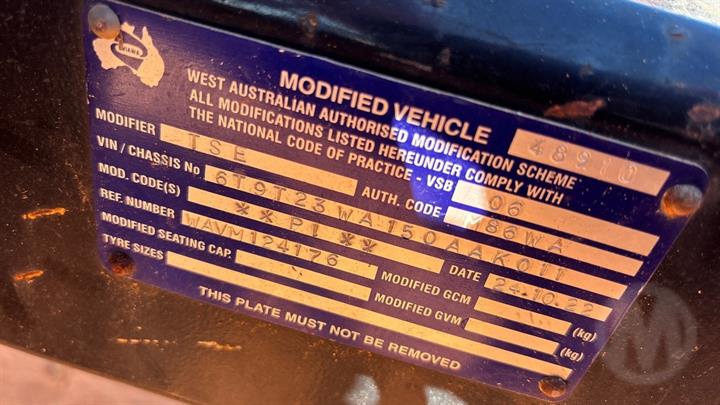 MODIFIED VEHICLE
WEST AUSTRALIAN AUTHORISED MODIFICATION SCHEME
ALL MODIFICATIONS LISTED HEREUNDER COMPLY WITH
THE NATIONAL CODE OF PRACTICE - VSB 06
MODIFIER TSE AUTH. CODE 786WA
VIN / CHASSIS No 6T9T23WA150AAK011
MOD. CODE(S) **P1** DATE 24.10.22
REF. NUMBER WAVM124176 MODIFIED GCM (kg)
MODIFIED SEATING CAP. MODIFIED GVM (kg)
TYRE SIZES
THIS PLATE MUST NOT BE REMOVED
M